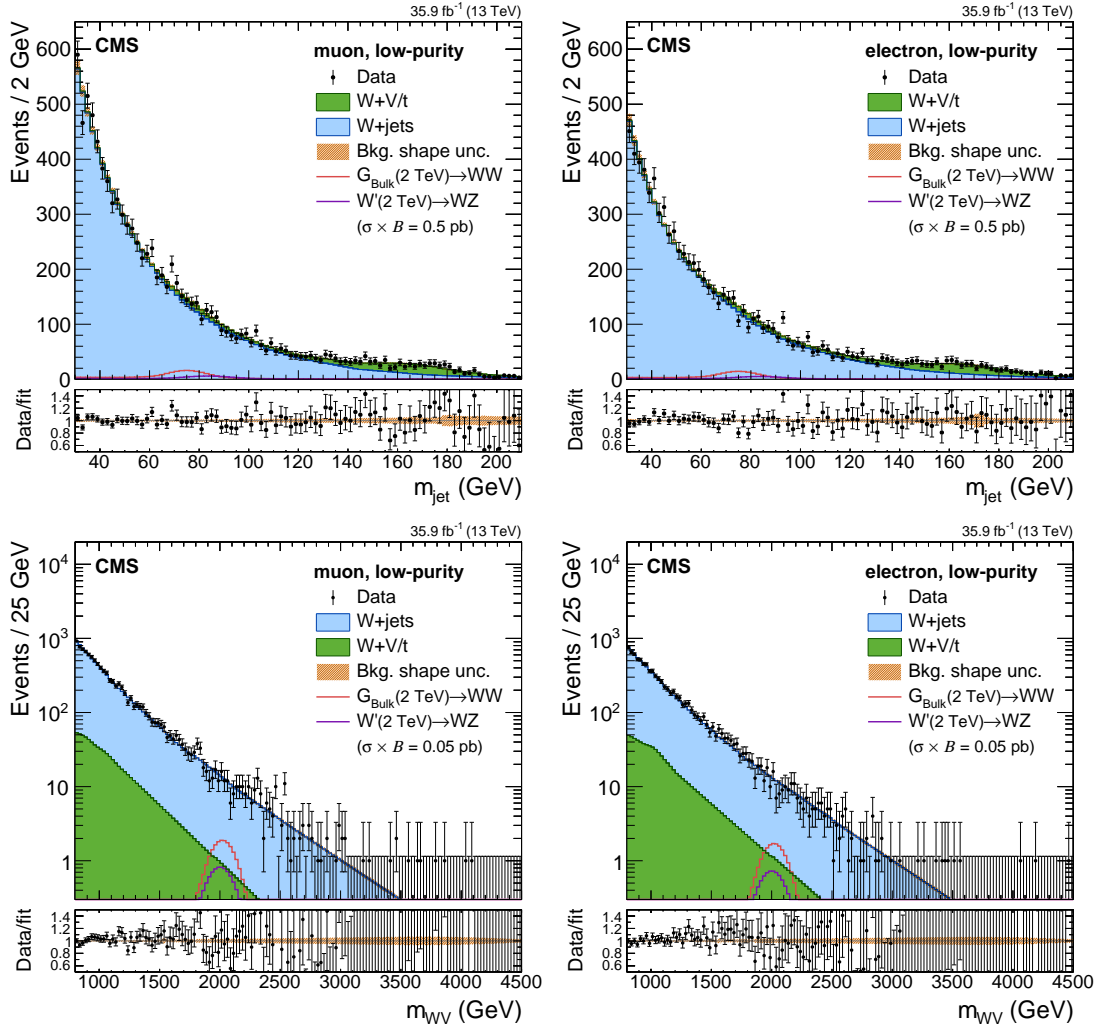 35.9 fb⁻¹ (13 TeV)
CMS
muon, low-purity
Data
W+V/t
W+jets
Bkg. shape unc.
G_Bulk(2 TeV)→WW
W'(2 TeV)→WZ
(σ × B = 0.5 pb)
Events / 2 GeV
600
500
400
300
200
100
0
Data/fit
1.4
1.2
1
0.8
0.6
40 60 80 100 120 140 160 180 200
m_jet (GeV)
35.9 fb⁻¹ (13 TeV)
CMS
electron, low-purity
Data
W+V/t
W+jets
Bkg. shape unc.
G_Bulk(2 TeV)→WW
W'(2 TeV)→WZ
(σ × B = 0.5 pb)
Events / 2 GeV
600
500
400
300
200
100
0
Data/fit
1.4
1.2
1
0.8
0.6
40 60 80 100 120 140 160 180 200
m_jet (GeV)
35.9 fb⁻¹ (13 TeV)
CMS
muon, low-purity
Data
W+jets
W+V/t
Bkg. shape unc.
G_Bulk(2 TeV)→WW
W'(2 TeV)→WZ
(σ × B = 0.05 pb)
Events / 25 GeV
10⁴
10³
10²
10
1
Data/fit
1.4
1.2
1
0.8
0.6
1000 1500 2000 2500 3000 3500 4000 4500
m_WV (GeV)
35.9 fb⁻¹ (13 TeV)
CMS
electron, low-purity
Data
W+jets
W+V/t
Bkg. shape unc.
G_Bulk(2 TeV)→WW
W'(2 TeV)→WZ
(σ × B = 0.05 pb)
Events / 25 GeV
10⁴
10³
10²
10
1
Data/fit
1.4
1.2
1
0.8
0.6
1000 1500 2000 2500 3000 3500 4000 4500
m_WV (GeV)